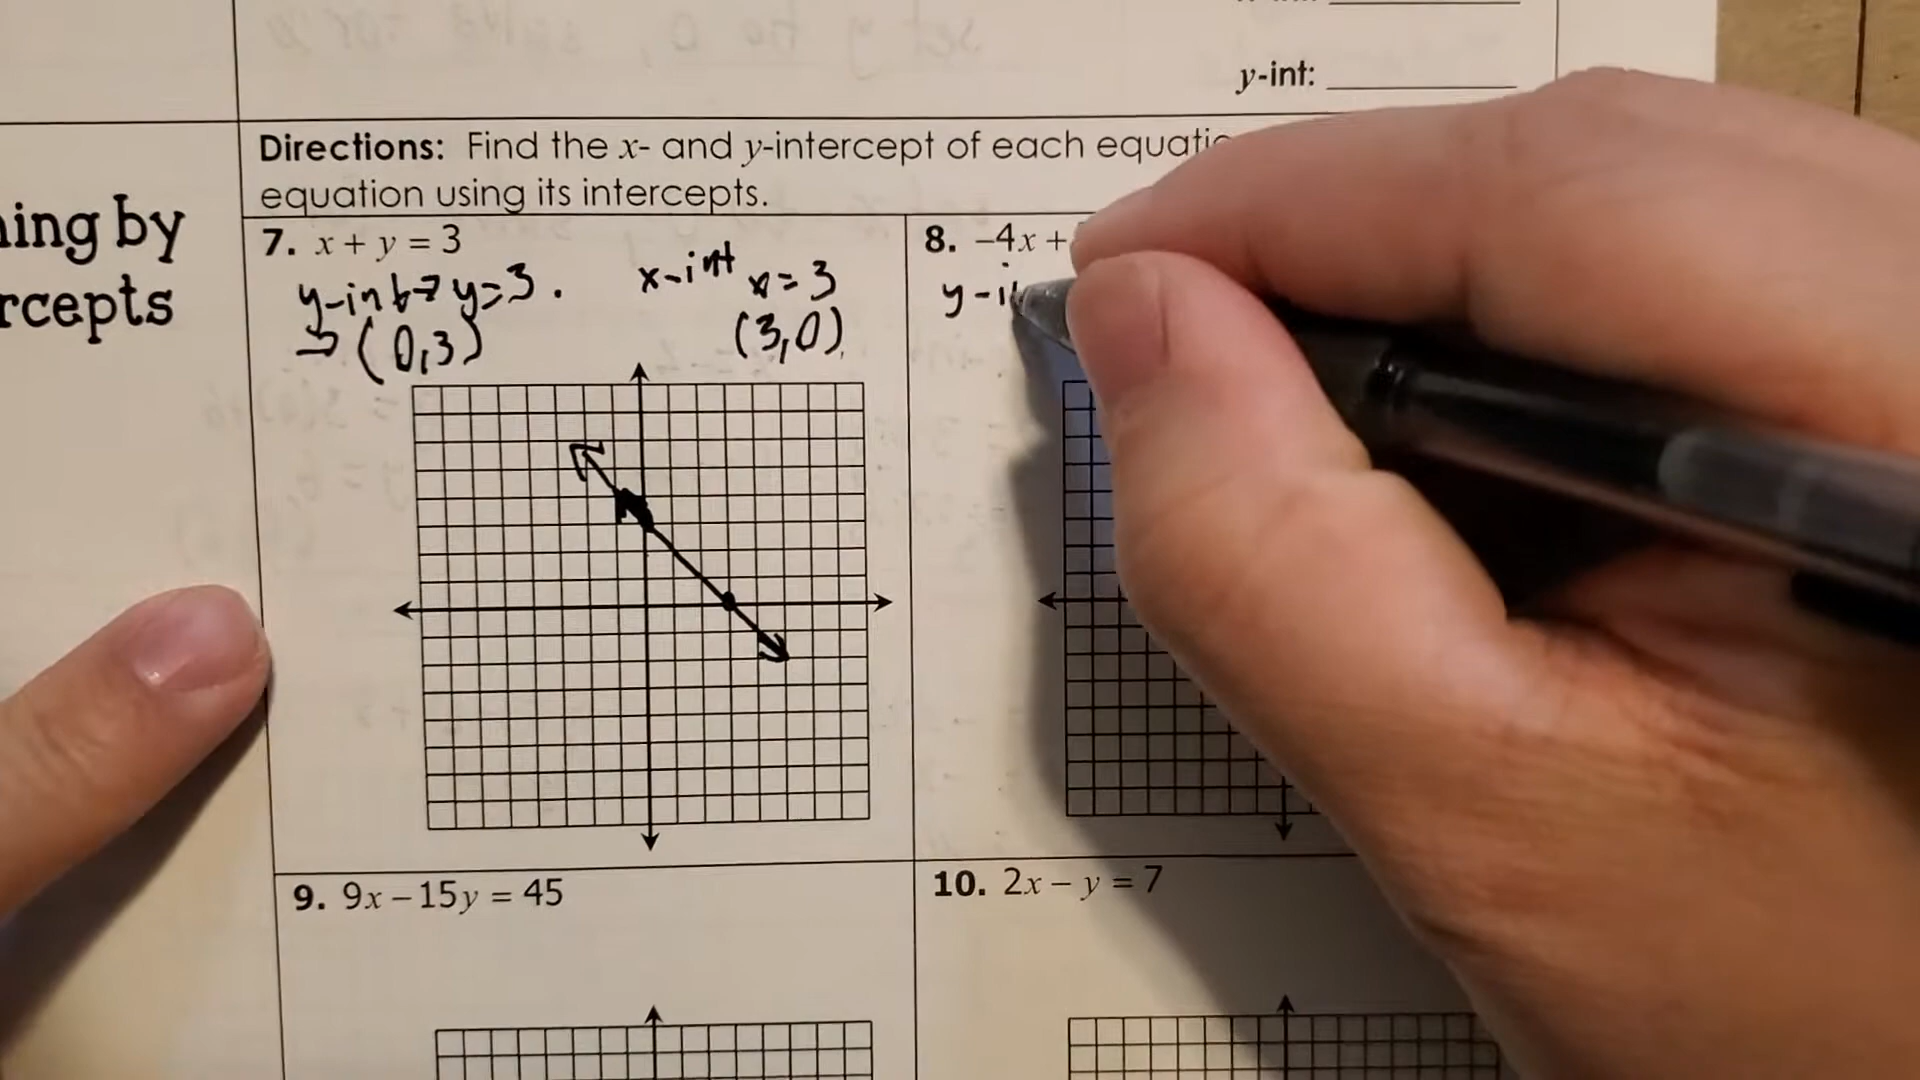 y-int:
Directions: Find the x- and y-intercept of each
equation using its intercepts.
ing by
rcepts
7. x + y = 3
y-int → y=3.
→ (0,3)
x-int
x = 3
(3,0)
8. –4x +
y-i
9. 9x – 15y = 45
10. 2x – y = 7